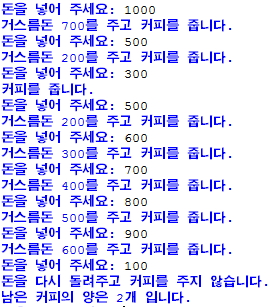 돈을 넣어 주세요: 1000
거스름돈 700를 주고 커피를 줍니다.
돈을 넣어 주세요: 500
거스름돈 200를 주고 커피를 줍니다.
돈을 넣어 주세요: 300
커피를 줍니다.
돈을 넣어 주세요: 500
거스름돈 200를 주고 커피를 줍니다.
돈을 넣어 주세요: 600
거스름돈 300를 주고 커피를 줍니다.
돈을 넣어 주세요: 700
거스름돈 400를 주고 커피를 줍니다.
돈을 넣어 주세요: 800
거스름돈 500를 주고 커피를 줍니다.
돈을 넣어 주세요: 900
거스름돈 600를 주고 커피를 줍니다.
돈을 넣어 주세요: 100
돈을 다시 돌려주고 커피를 주지 않습니다.
남은 커피의 양은 2개 입니다.